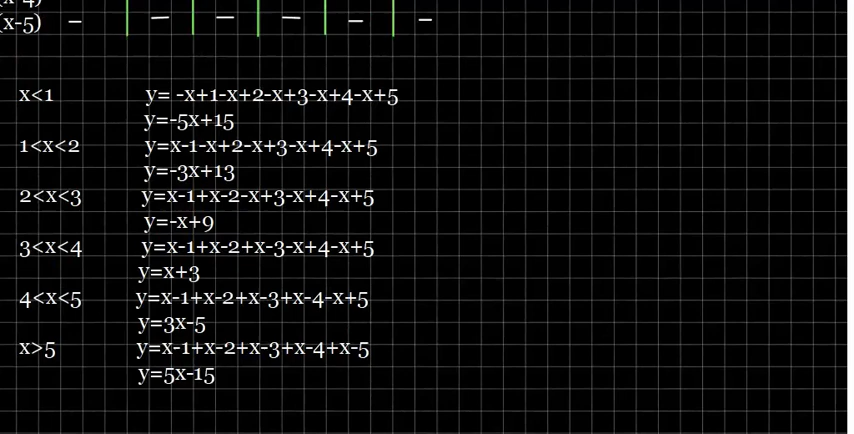 (x-4)
(x-5) − | − | − | − | − | −
x<1 y= -x+1-x+2-x+3-x+4-x+5
y=-5x+15
1<x<2 y=x-1-x+2-x+3-x+4-x+5
y=-3x+13
2<x<3 y=x-1+x-2-x+3-x+4-x+5
y=-x+9
3<x<4 y=x-1+x-2+x-3-x+4-x+5
y=x+3
4<x<5 y=x-1+x-2+x-3+x-4-x+5
y=3x-5
x>5 y=x-1+x-2+x-3+x-4+x-5
y=5x-15